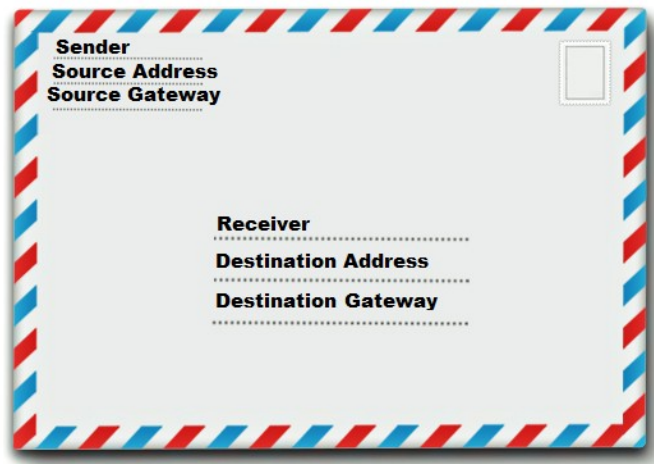 Sender
Source Address
Source Gateway
Receiver
Destination Address
Destination Gateway